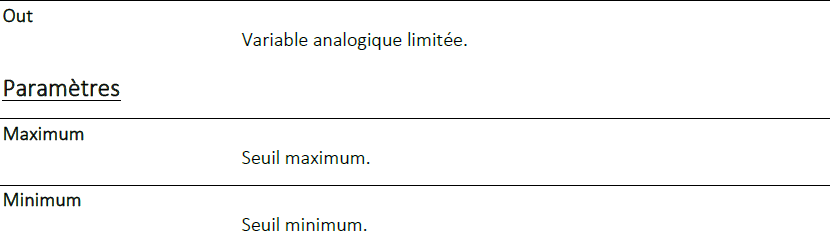 Out
Variable analogique limitée.
Paramètres
Maximum
Seuil maximum.
Minimum
Seuil minimum.